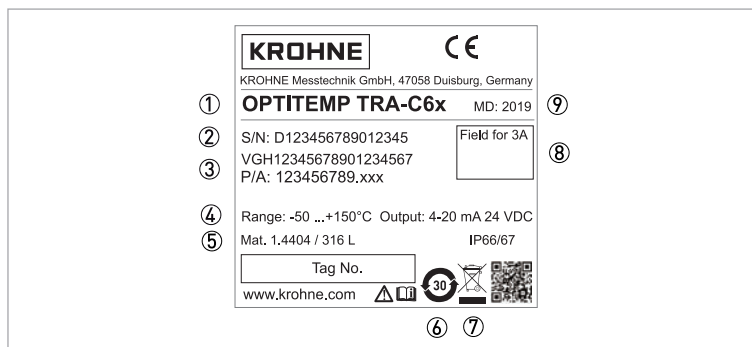 KROHNE CE
KROHNE Messtechnik GmbH, 47058 Duisburg, Germany
① OPTITEMP TRA-C6x MD: 2019 ⑨
② S/N: D123456789012345 Field for 3A ⑧
VGH12345678901234567
③ P/A: 123456789.xxx
④ Range: -50 ...+150°C Output: 4-20 mA 24 VDC
⑤ Mat. 1.4404 / 316 L IP66/67
Tag No.
www.krohne.com 30
⑥ ⑦